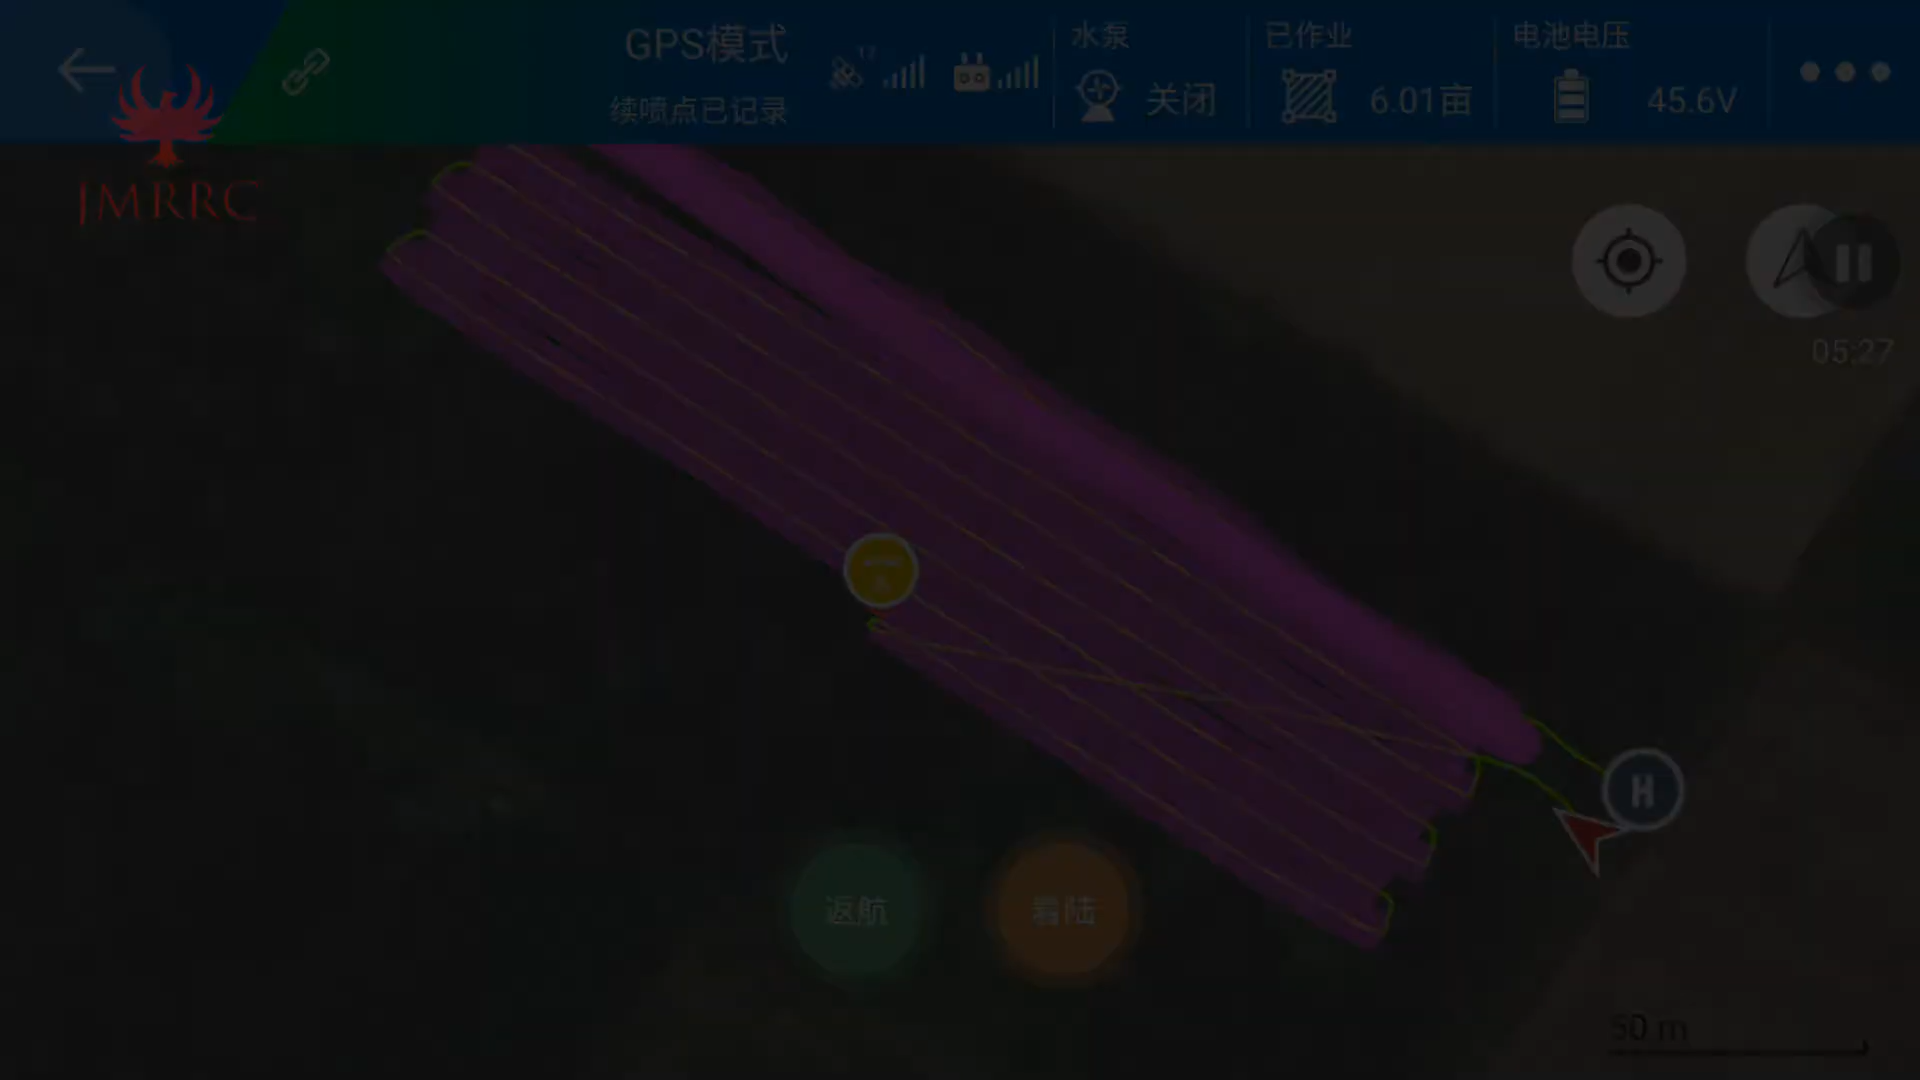 GPS模式
续喷点已记录
17
水泵
关闭
已作业
6.01亩
电池电压
45.6V
JMRRC
05:27
H
返航
着陆
50 m